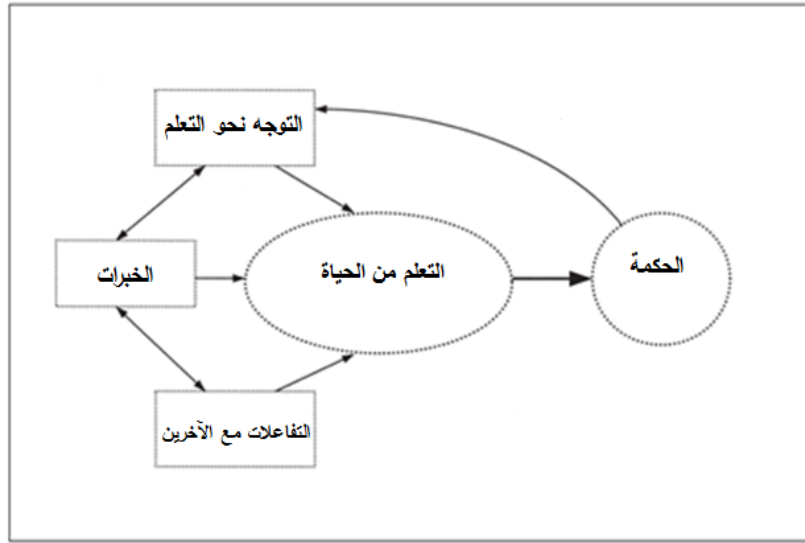 التوجه نحو التعلم
الحكمة
التعلم من الحياة
الخبرات
التفاعلات مع الآخرين